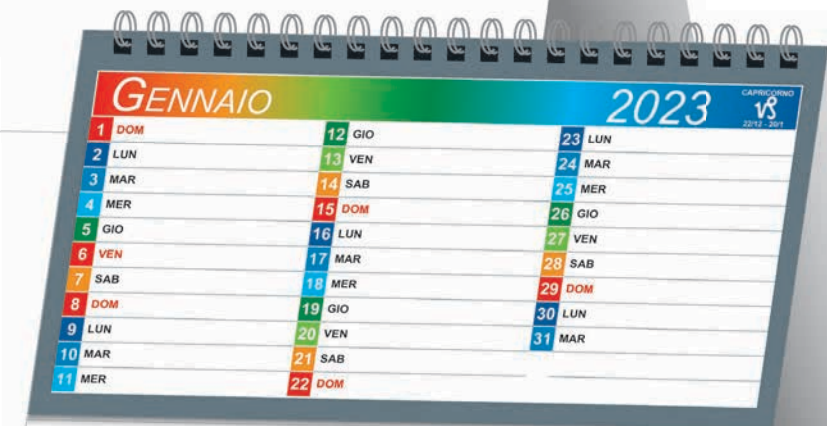 GENNAIO 2023
CAPRICORNO
22/12 - 20/1
1 DOM
2 LUN
3 MAR
4 MER
5 GIO
6 VEN
7 SAB
8 DOM
9 LUN
10 MAR
11 MER
12 GIO
13 VEN
14 SAB
15 DOM
16 LUN
17 MAR
18 MER
19 GIO
20 VEN
21 SAB
22 DOM
23 LUN
24 MAR
25 MER
26 GIO
27 VEN
28 SAB
29 DOM
30 LUN
31 MAR